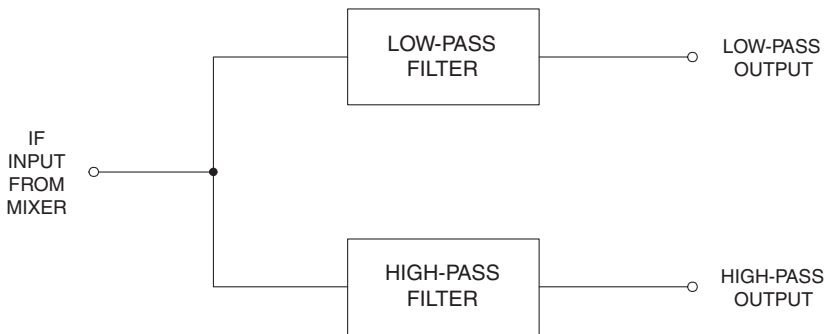 LOW-PASS
FILTER
LOW-PASS
OUTPUT
IF
INPUT
FROM
MIXER
HIGH-PASS
FILTER
HIGH-PASS
OUTPUT